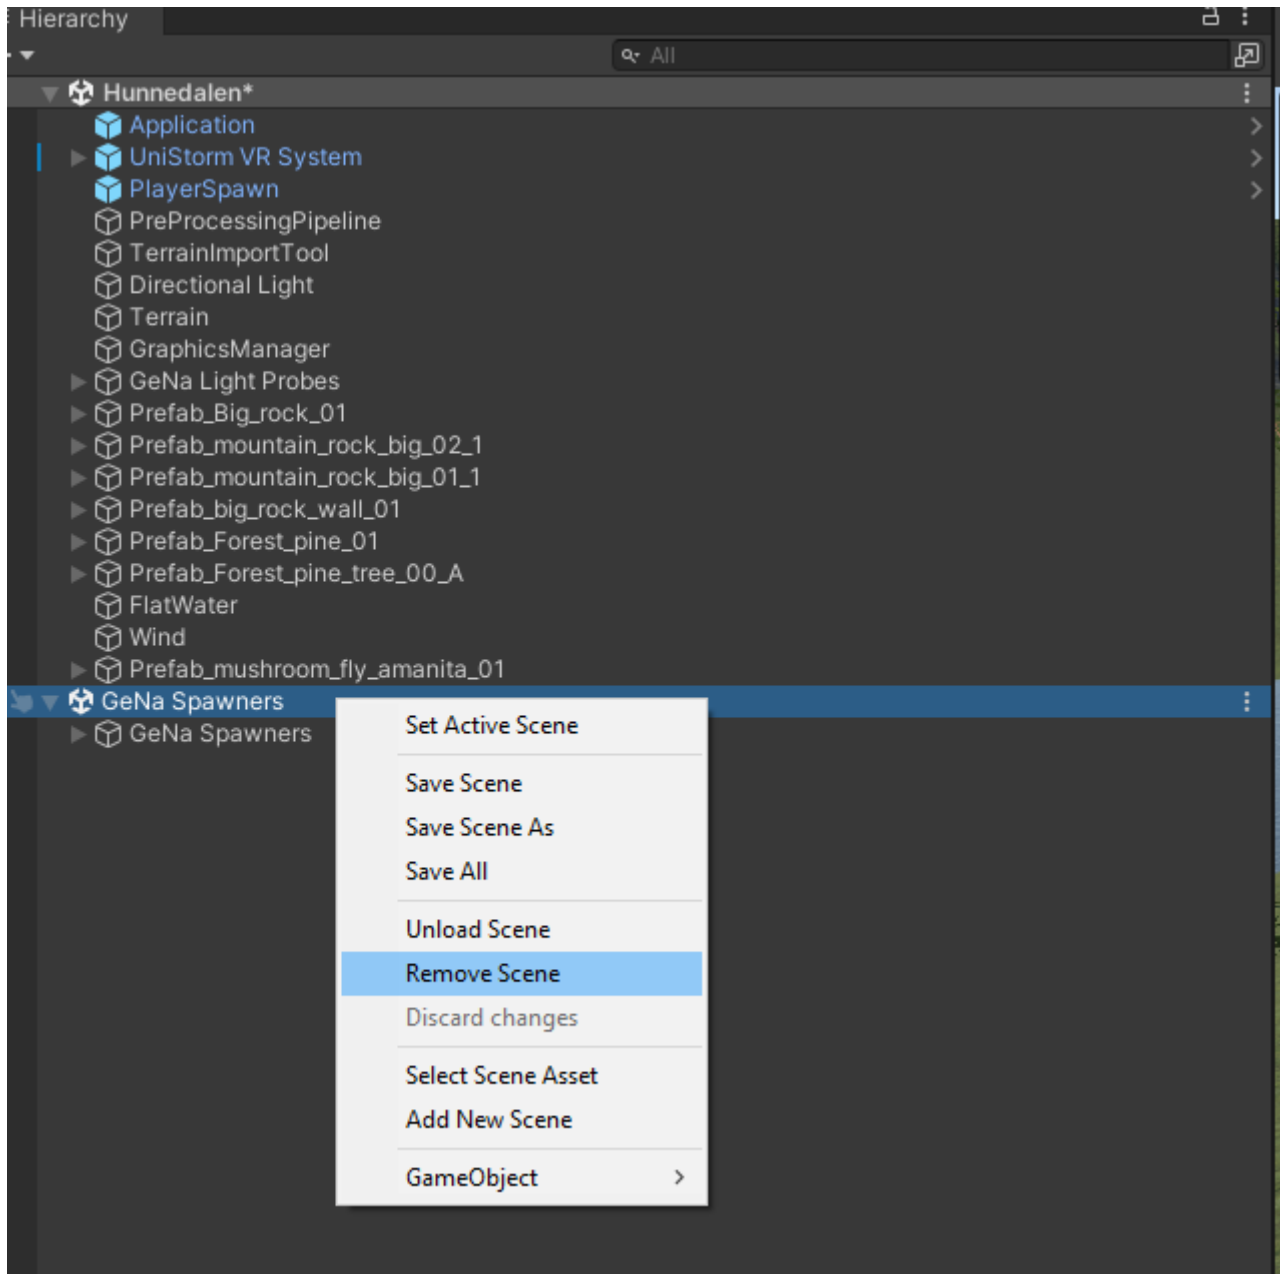 Hierarchy
All
Hunnedalen*
Application
UniStorm VR System
PlayerSpawn
PreProcessingPipeline
TerrainImportTool
Directional Light
Terrain
GraphicsManager
GeNa Light Probes
Prefab_Big_rock_01
Prefab_mountain_rock_big_02_1
Prefab_mountain_rock_big_01_1
Prefab_big_rock_wall_01
Prefab_Forest_pine_01
Prefab_Forest_pine_tree_00_A
FlatWater
Wind
Prefab_mushroom_fly_amanita_01
GeNa Spawners
GeNa Spawners
Set Active Scene
Save Scene
Save Scene As
Save All
Unload Scene
Remove Scene
Discard changes
Select Scene Asset
Add New Scene
GameObject